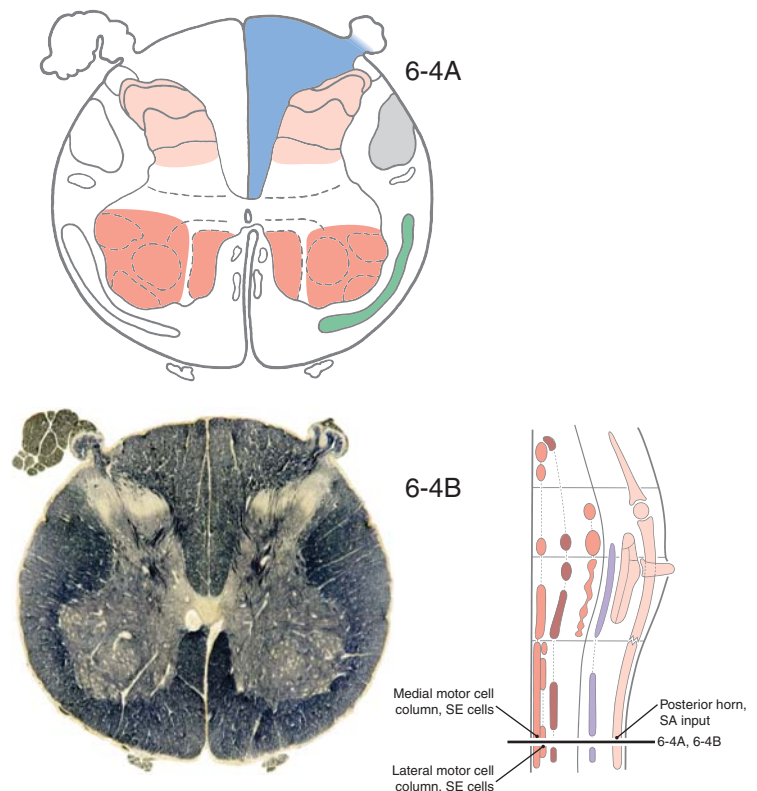 6-4A
6-4B
Medial motor cell
column, SE cells
Posterior horn,
SA input
6-4A, 6-4B
Lateral motor cell
column, SE cells